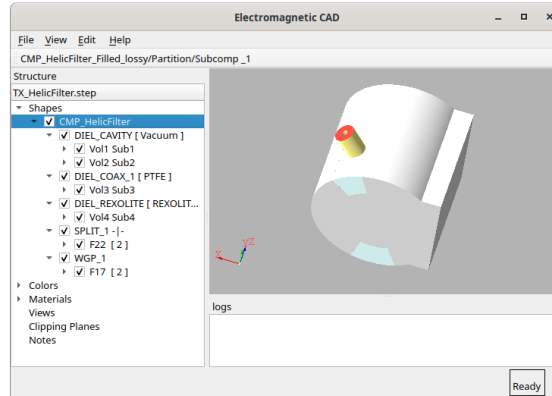 Electromagnetic CAD
File View Edit Help
CMP_HelicFilter_Filled_lossy/Partition/Subcomp _1
Structure
TX_HelicFilter.step
Shapes
CMP_HelicFilter
DIEL_CAVITY [ Vacuum ]
Vol1 Sub1
Vol2 Sub2
DIEL_COAX_1 [ PTFE ]
Vol3 Sub3
DIEL_REXOLITE [ REXOLIT...
Vol4 Sub4
SPLIT_1 -|-
F22 [ 2 ]
WGP_1
F17 [ 2 ]
Colors
Materials
Views
Clipping Planes
Notes
X
YZ
logs
Ready